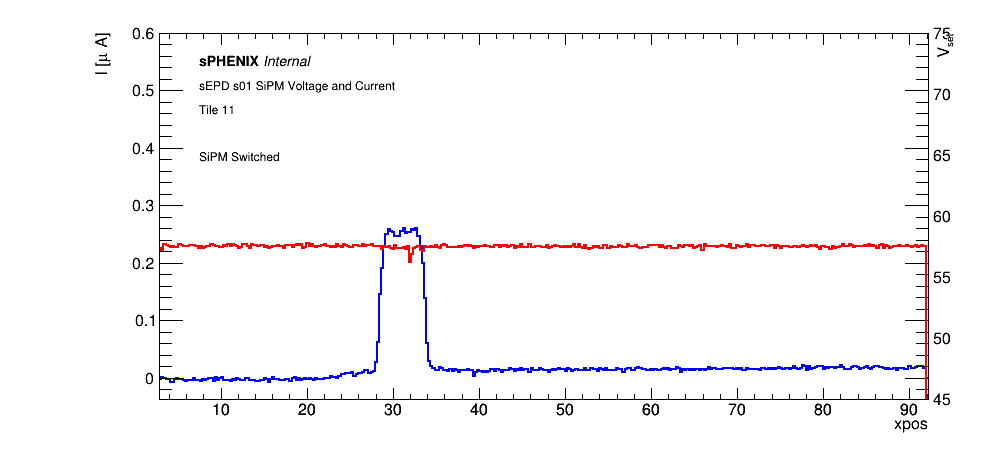 I [μ A]
0.6
0.5
0.4
0.3
0.2
0.1
0
sPHENIX Internal
sEPD s01 SiPM Voltage and Current
Tile 11
SiPM Switched
75
V_set
70
65
60
55
50
45
10 20 30 40 50 60 70 80 90
xpos